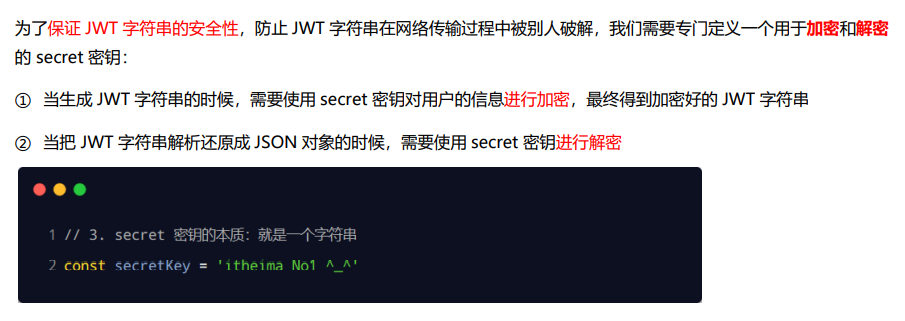 为了保证 JWT 字符串的安全性，防止 JWT 字符串在网络传输过程中被别人破解，我们需要专门定义一个用于加密和解密
的 secret 密钥：
① 当生成 JWT 字符串的时候，需要使用 secret 密钥对用户的信息进行加密，最终得到加密好的 JWT 字符串
② 当把 JWT 字符串解析还原成 JSON 对象的时候，需要使用 secret 密钥进行解密
1 // 3. secret 密钥的本质：就是一个字符串
2 const secretKey = 'itheima No1 ^_^'